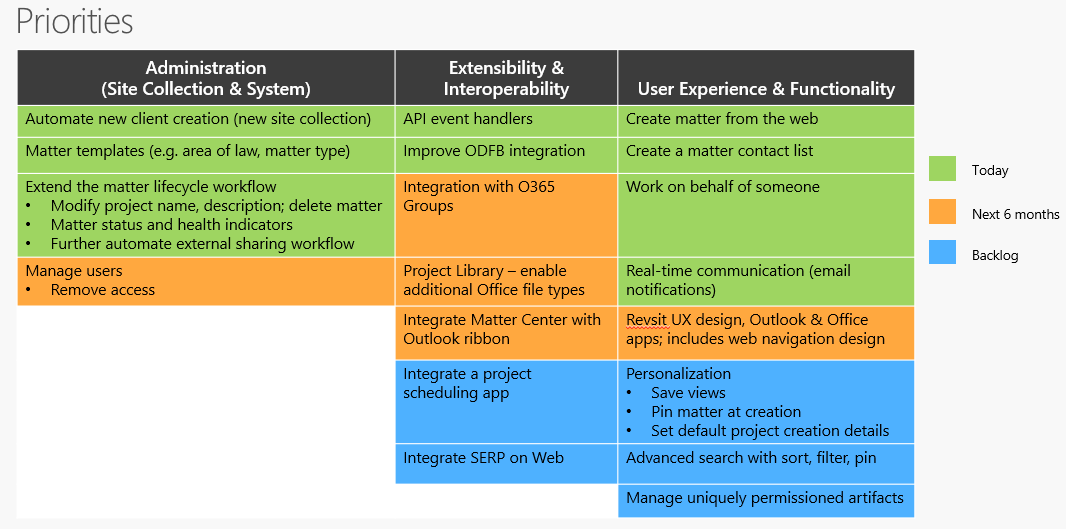 Priorities
Administration
(Site Collection & System)
Extensibility &
Interoperability
User Experience & Functionality
Automate new client creation (new site collection)
API event handlers
Create matter from the web
Matter templates (e.g. area of law, matter type)
Improve ODFB integration
Create a matter contact list
Extend the matter lifecycle workflow
• Modify project name, description; delete matter
• Matter status and health indicators
• Further automate external sharing workflow
Integration with O365
Groups
Work on behalf of someone
Manage users
• Remove access
Project Library – enable
additional Office file types
Real-time communication (email
notifications)
Integrate Matter Center with
Outlook ribbon
Revsit UX design, Outlook & Office
apps; includes web navigation design
Integrate a project
scheduling app
Personalization
• Save views
• Pin matter at creation
• Set default project creation details
Integrate SERP on Web
Advanced search with sort, filter, pin
Manage uniquely permissioned artifacts
Today
Next 6 months
Backlog